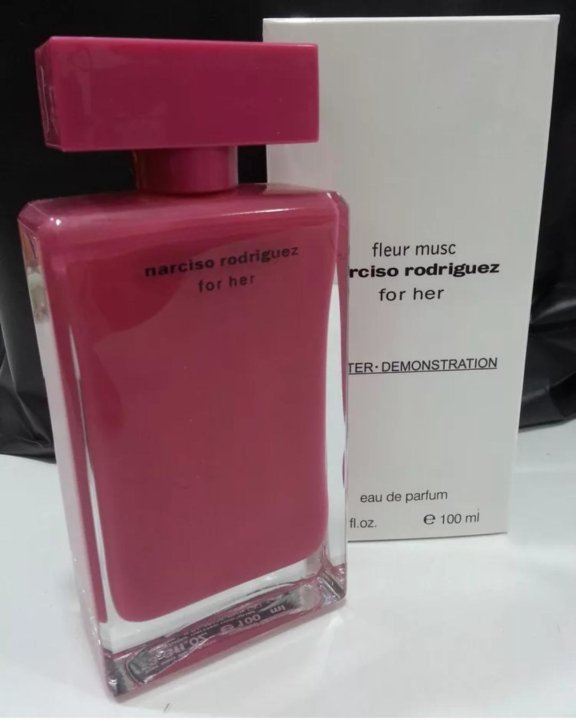 narciso rodriguez
for her
fleur musc
rciso rodriguez
for her
TER·DEMONSTRATION
eau de parfum
fl.oz. e 100 ml